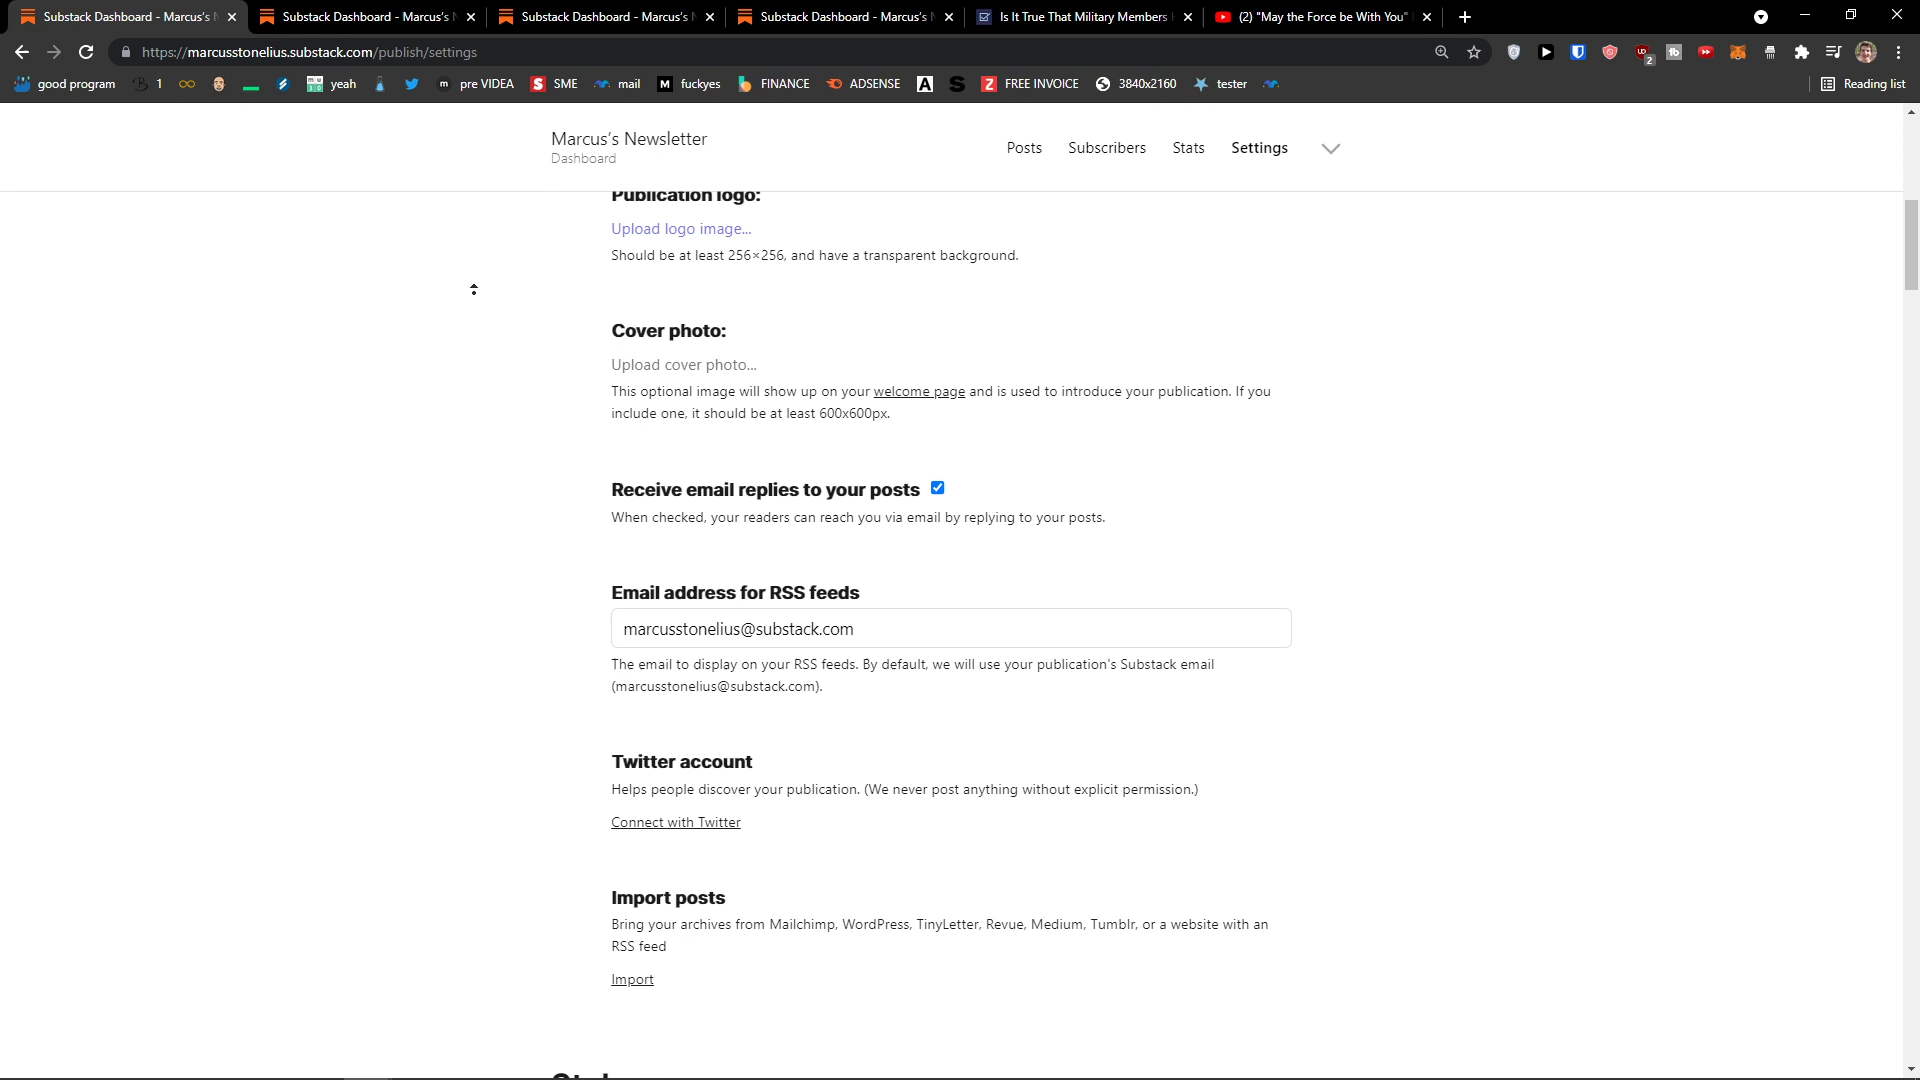 Substack Dashboard - Marcus's
Substack Dashboard - Marcus's
Substack Dashboard - Marcus's
Substack Dashboard - Marcus's
Is It True That Military Members
(2) "May the Force be With You"
https://marcusstonelius.substack.com/publish/settings
2
good program
1
yeah
pre VIDEA
SME
mail
fuckyes
FINANCE
ADSENSE
FREE INVOICE
3840x2160
tester
Reading list
Marcus's Newsletter
Dashboard
Posts
Subscribers
Stats
Settings
Publication logo:
Upload logo image...
Should be at least 256×256, and have a transparent background.
Cover photo:
Upload cover photo...
This optional image will show up on your welcome page and is used to introduce your publication. If you
include one, it should be at least 600x600px.
Receive email replies to your posts
When checked, your readers can reach you via email by replying to your posts.
Email address for RSS feeds
marcusstonelius@substack.com
The email to display on your RSS feeds. By default, we will use your publication's Substack email
(marcusstonelius@substack.com).
Twitter account
Helps people discover your publication. (We never post anything without explicit permission.)
Connect with Twitter
Import posts
Bring your archives from Mailchimp, WordPress, TinyLetter, Revue, Medium, Tumblr, or a website with an
RSS feed
Import